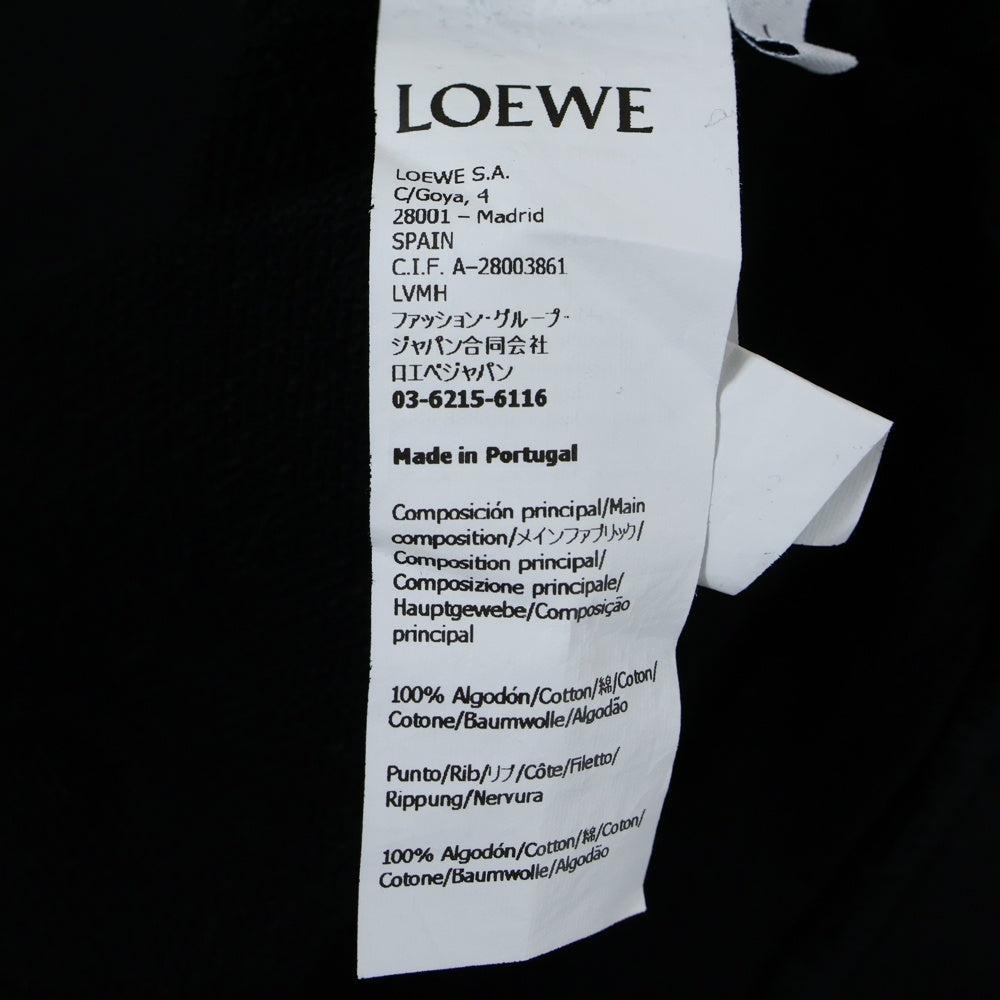 LOEWE
LOEWE S.A.
C/Goya, 4
28001 – Madrid
SPAIN
C.I.F. A-28003861
LVMH
ファッション・グループ・
ジャパン合同会社
ロエベジャパン
03-6215-6116
Made in Portugal
Composición principal/Main
composition/メインファブリック/
Composition principal/
Composizione principale/
Hauptgewebe/Composição
principal
100% Algodón/Cotton/綿/Coton/
Cotone/Baumwolle/Algodão
Punto/Rib/リブ/Côte/Filetto/
Rippung/Nervura
100% Algodón/Cotton/綿/Coton/
Cotone/Baumwolle/Algodão